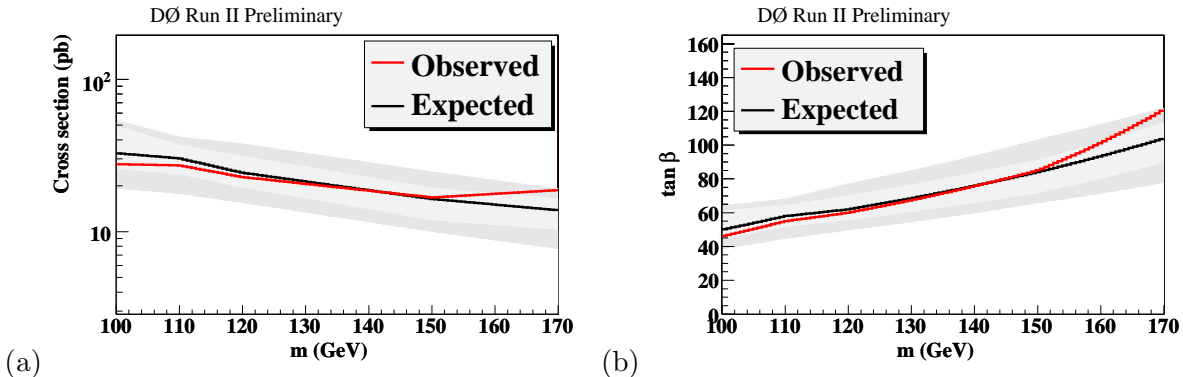 DØ Run II Preliminary
Cross section (pb)
10²
10
Observed
Expected
100 110 120 130 140 150 160 170
m (GeV)
(a)
DØ Run II Preliminary
tan β
160
140
120
100
80
60
40
20
0
Observed
Expected
100 110 120 130 140 150 160 170
m (GeV)
(b)